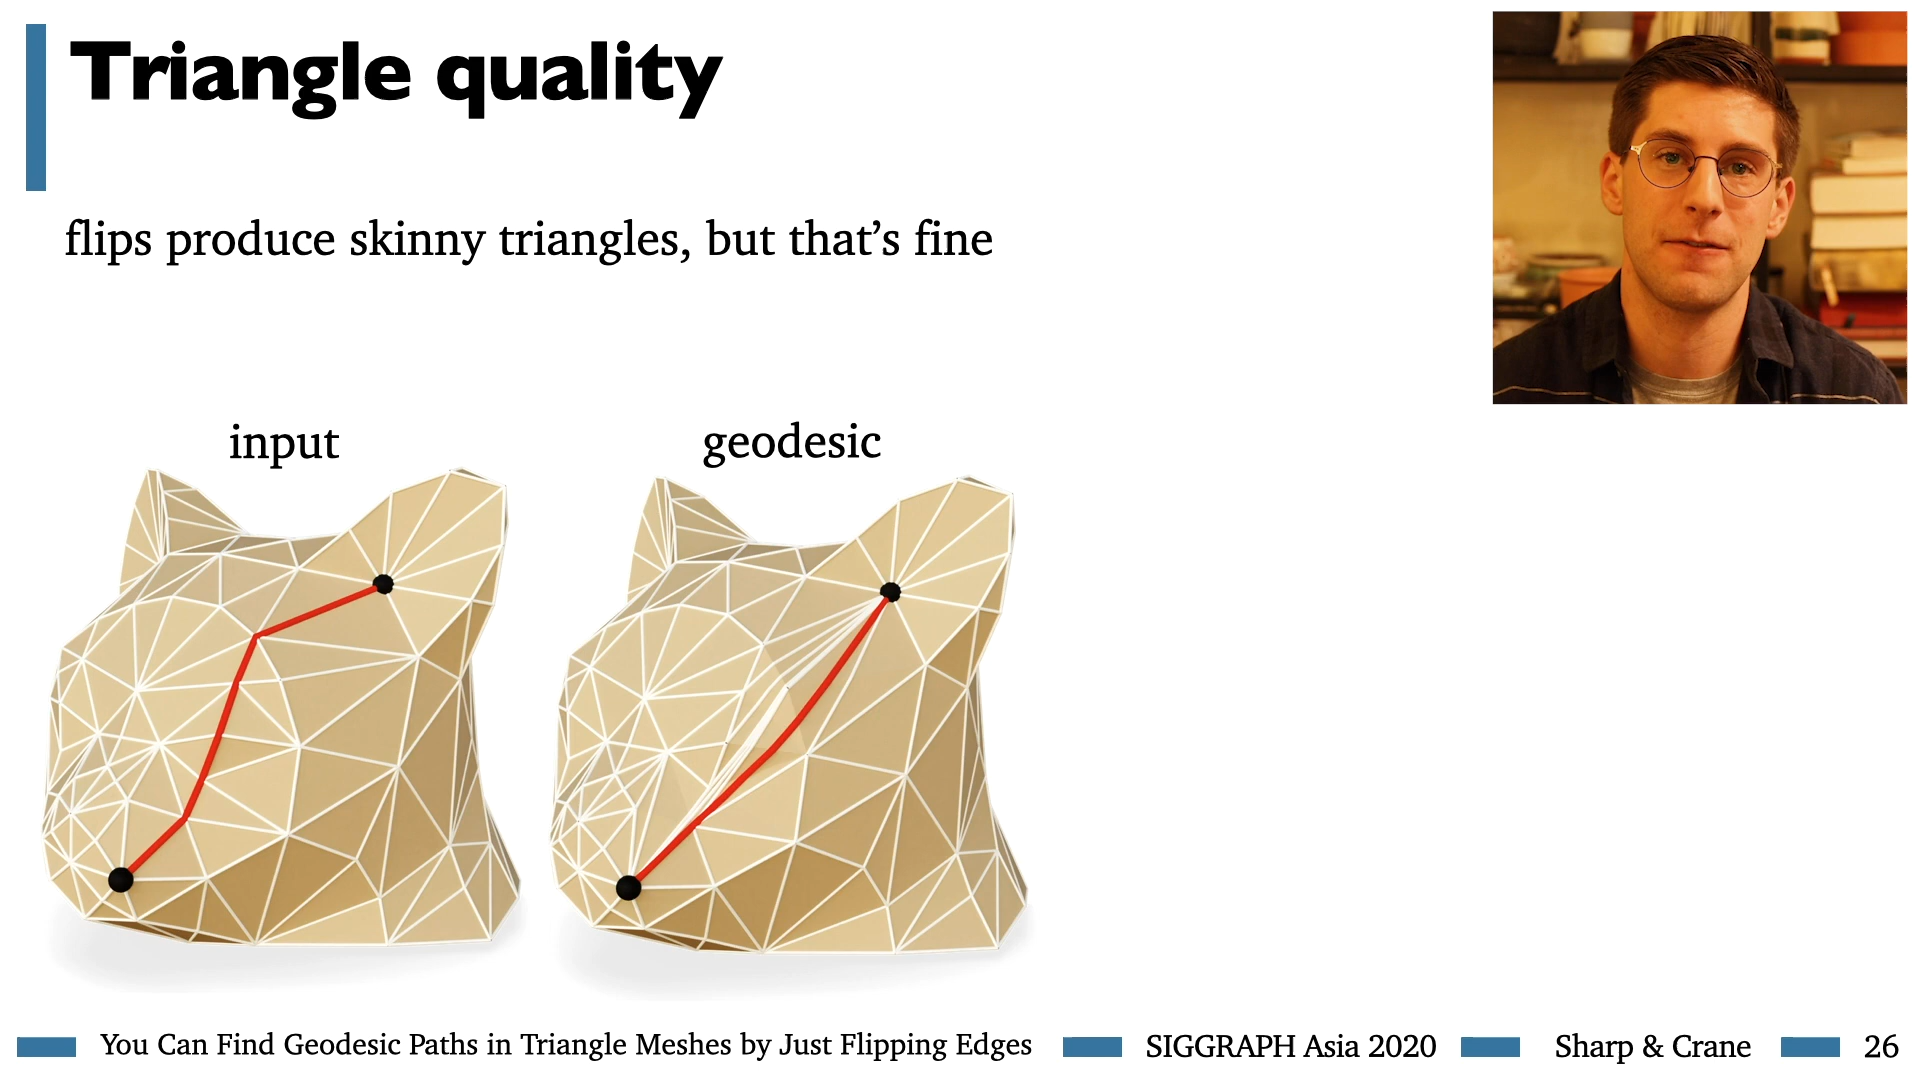 Triangle quality
flips produce skinny triangles, but that’s fine
input
geodesic
You Can Find Geodesic Paths in Triangle Meshes by Just Flipping Edges
SIGGRAPH Asia 2020
Sharp & Crane
26